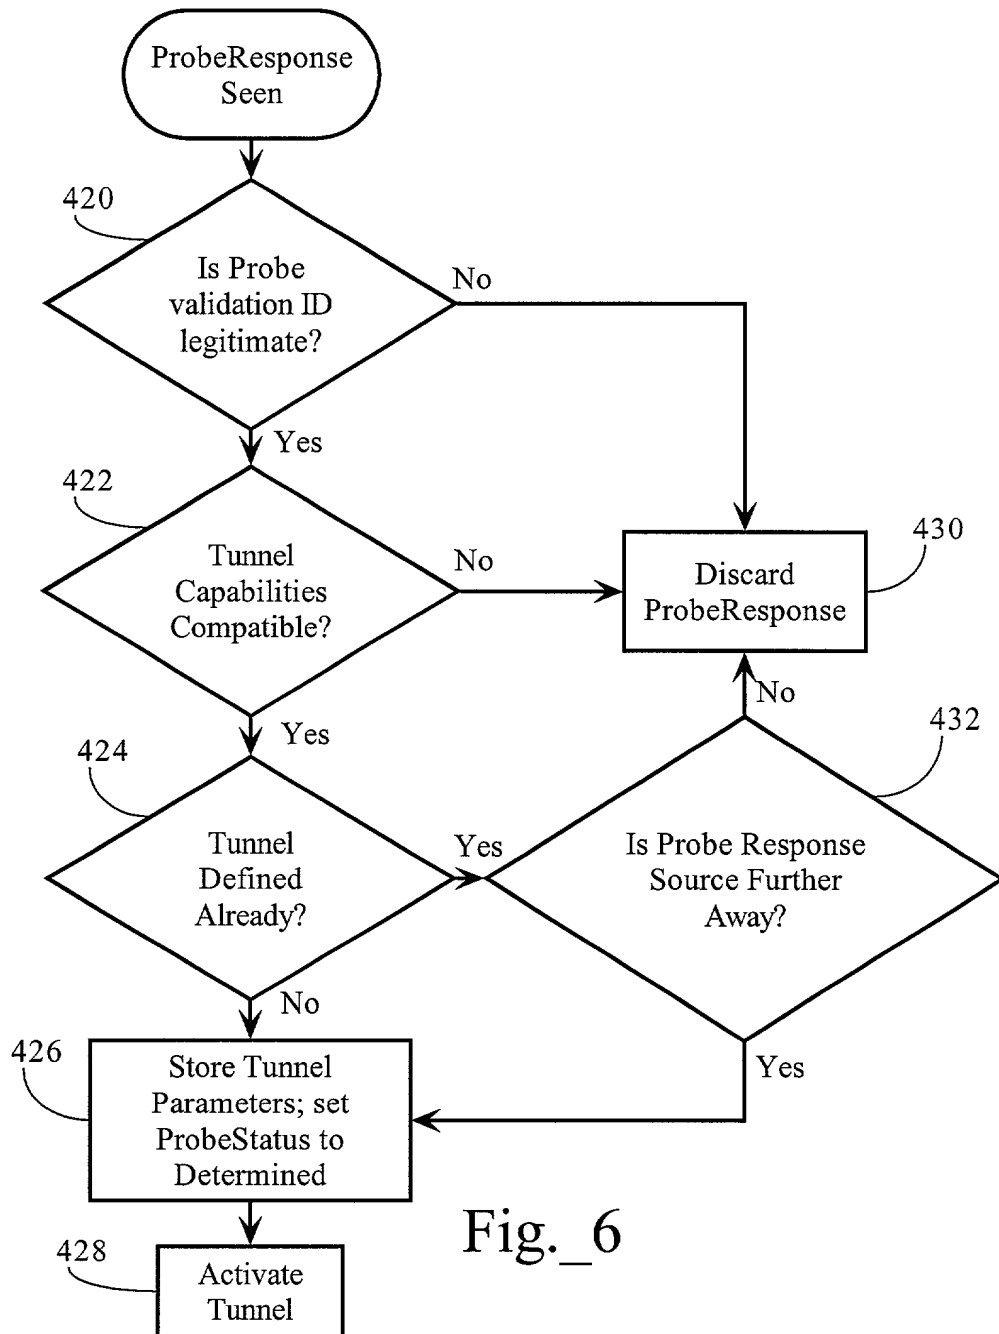 ProbeResponse
Seen
420
Is Probe
validation ID
legitimate?
No
Yes
422
Tunnel
Capabilities
Compatible?
No
430
Discard
ProbeResponse
Yes
No
424
Tunnel
Defined
Already?
Yes
432
Is Probe Response
Source Further
Away?
No
Yes
426
Store Tunnel
Parameters; set
ProbeStatus to
Determined
428
Activate
Tunnel
Fig._6